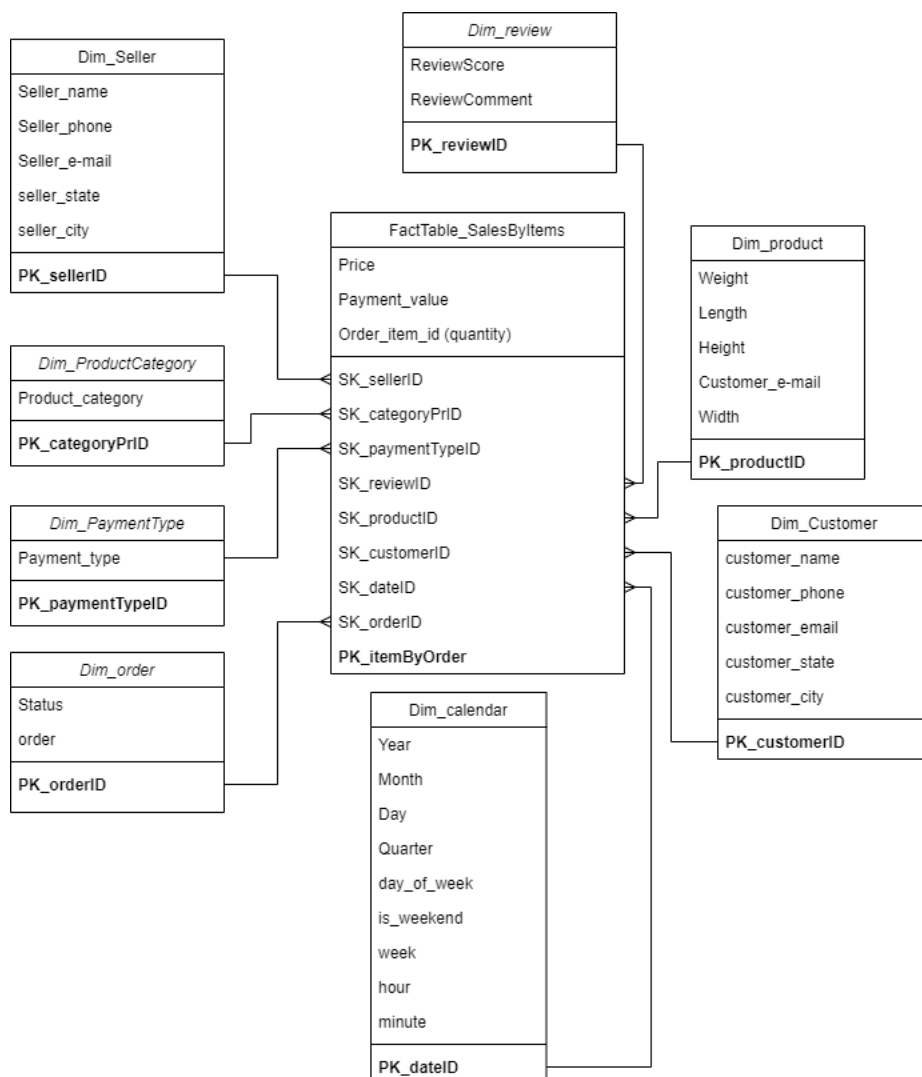 Dim_Seller
Seller_name
Seller_phone
Seller_e-mail
seller_state
seller_city
PK_sellerID
Dim_review
ReviewScore
ReviewComment
PK_reviewID
FactTable_SalesByItems
Price
Payment_value
Order_item_id (quantity)
SK_sellerID
SK_categoryPrID
SK_paymentTypeID
SK_reviewID
SK_productID
SK_customerID
SK_dateID
SK_orderID
PK_itemByOrder
Dim_product
Weight
Length
Height
Customer_e-mail
Width
PK_productID
Dim_ProductCategory
Product_category
PK_categoryPrID
Dim_PaymentType
Payment_type
PK_paymentTypeID
Dim_Customer
customer_name
customer_phone
customer_email
customer_state
customer_city
PK_customerID
Dim_order
Status
order
PK_orderID
Dim_calendar
Year
Month
Day
Quarter
day_of_week
is_weekend
week
hour
minute
PK_dateID